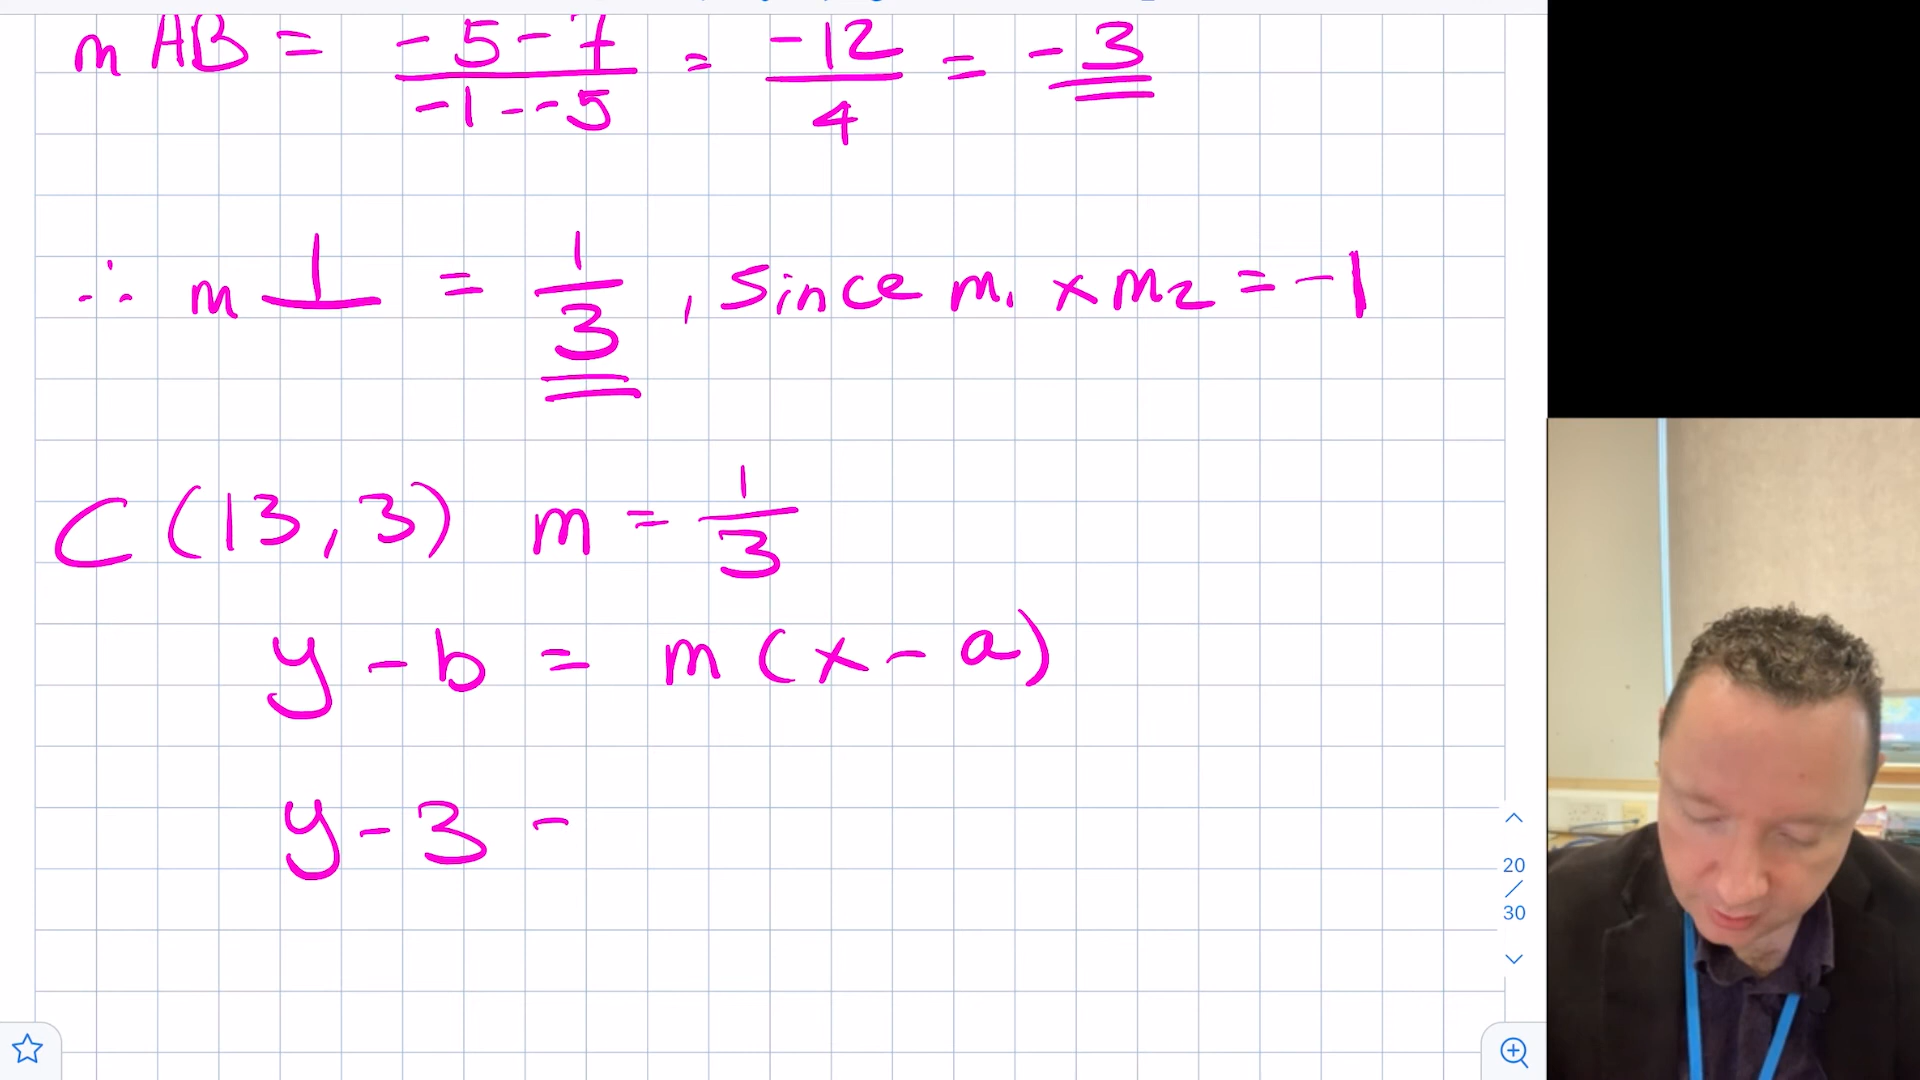 m AB = -5-7 / -1--5 = -12 / 4 = -3
∴ m⊥ = 1/3 , since m₁ × m₂ = -1
C (13,3) m = 1/3
y - b = m (x - a)
y - 3 -
20
/
30